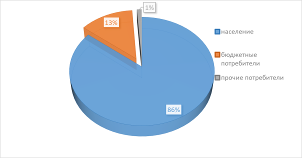 1%
13%
население
бюджетные
потребители
прочие потребители
86%